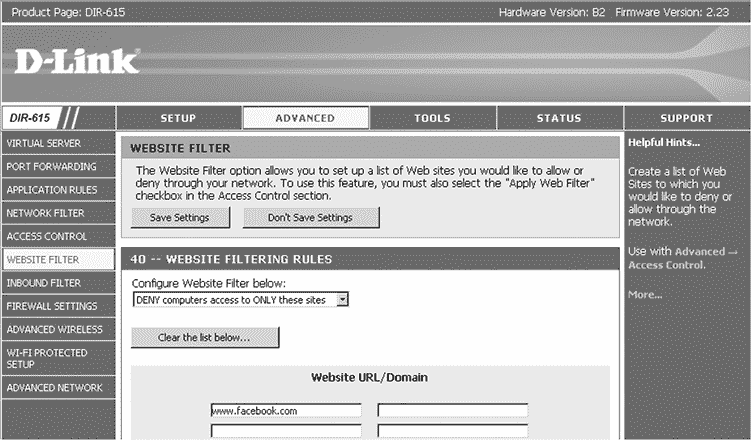 Product Page: DIR-615
Hardware Version: B2 Firmware Version: 2.23
D-Link
DIR-615
SETUP
ADVANCED
TOOLS
STATUS
SUPPORT
VIRTUAL SERVER
PORT FORWARDING
APPLICATION RULES
NETWORK FILTER
ACCESS CONTROL
WEBSITE FILTER
INBOUND FILTER
FIREWALL SETTINGS
ADVANCED WIRELESS
WI-FI PROTECTED
SETUP
ADVANCED NETWORK
WEBSITE FILTER
The Website Filter option allows you to set up a list of Web sites you would like to allow or
deny through your network. To use this feature, you must also select the "Apply Web Filter"
checkbox in the Access Control section.
Save Settings
Don't Save Settings
40 -- WEBSITE FILTERING RULES
Configure Website Filter below:
DENY computers access to ONLY these sites
Clear the list below...
Website URL/Domain
www.facebook.com
Helpful Hints...
Create a list of Web
Sites to which you
would like to deny or
allow through the
network.
Use with Advanced →
Access Control.
More...